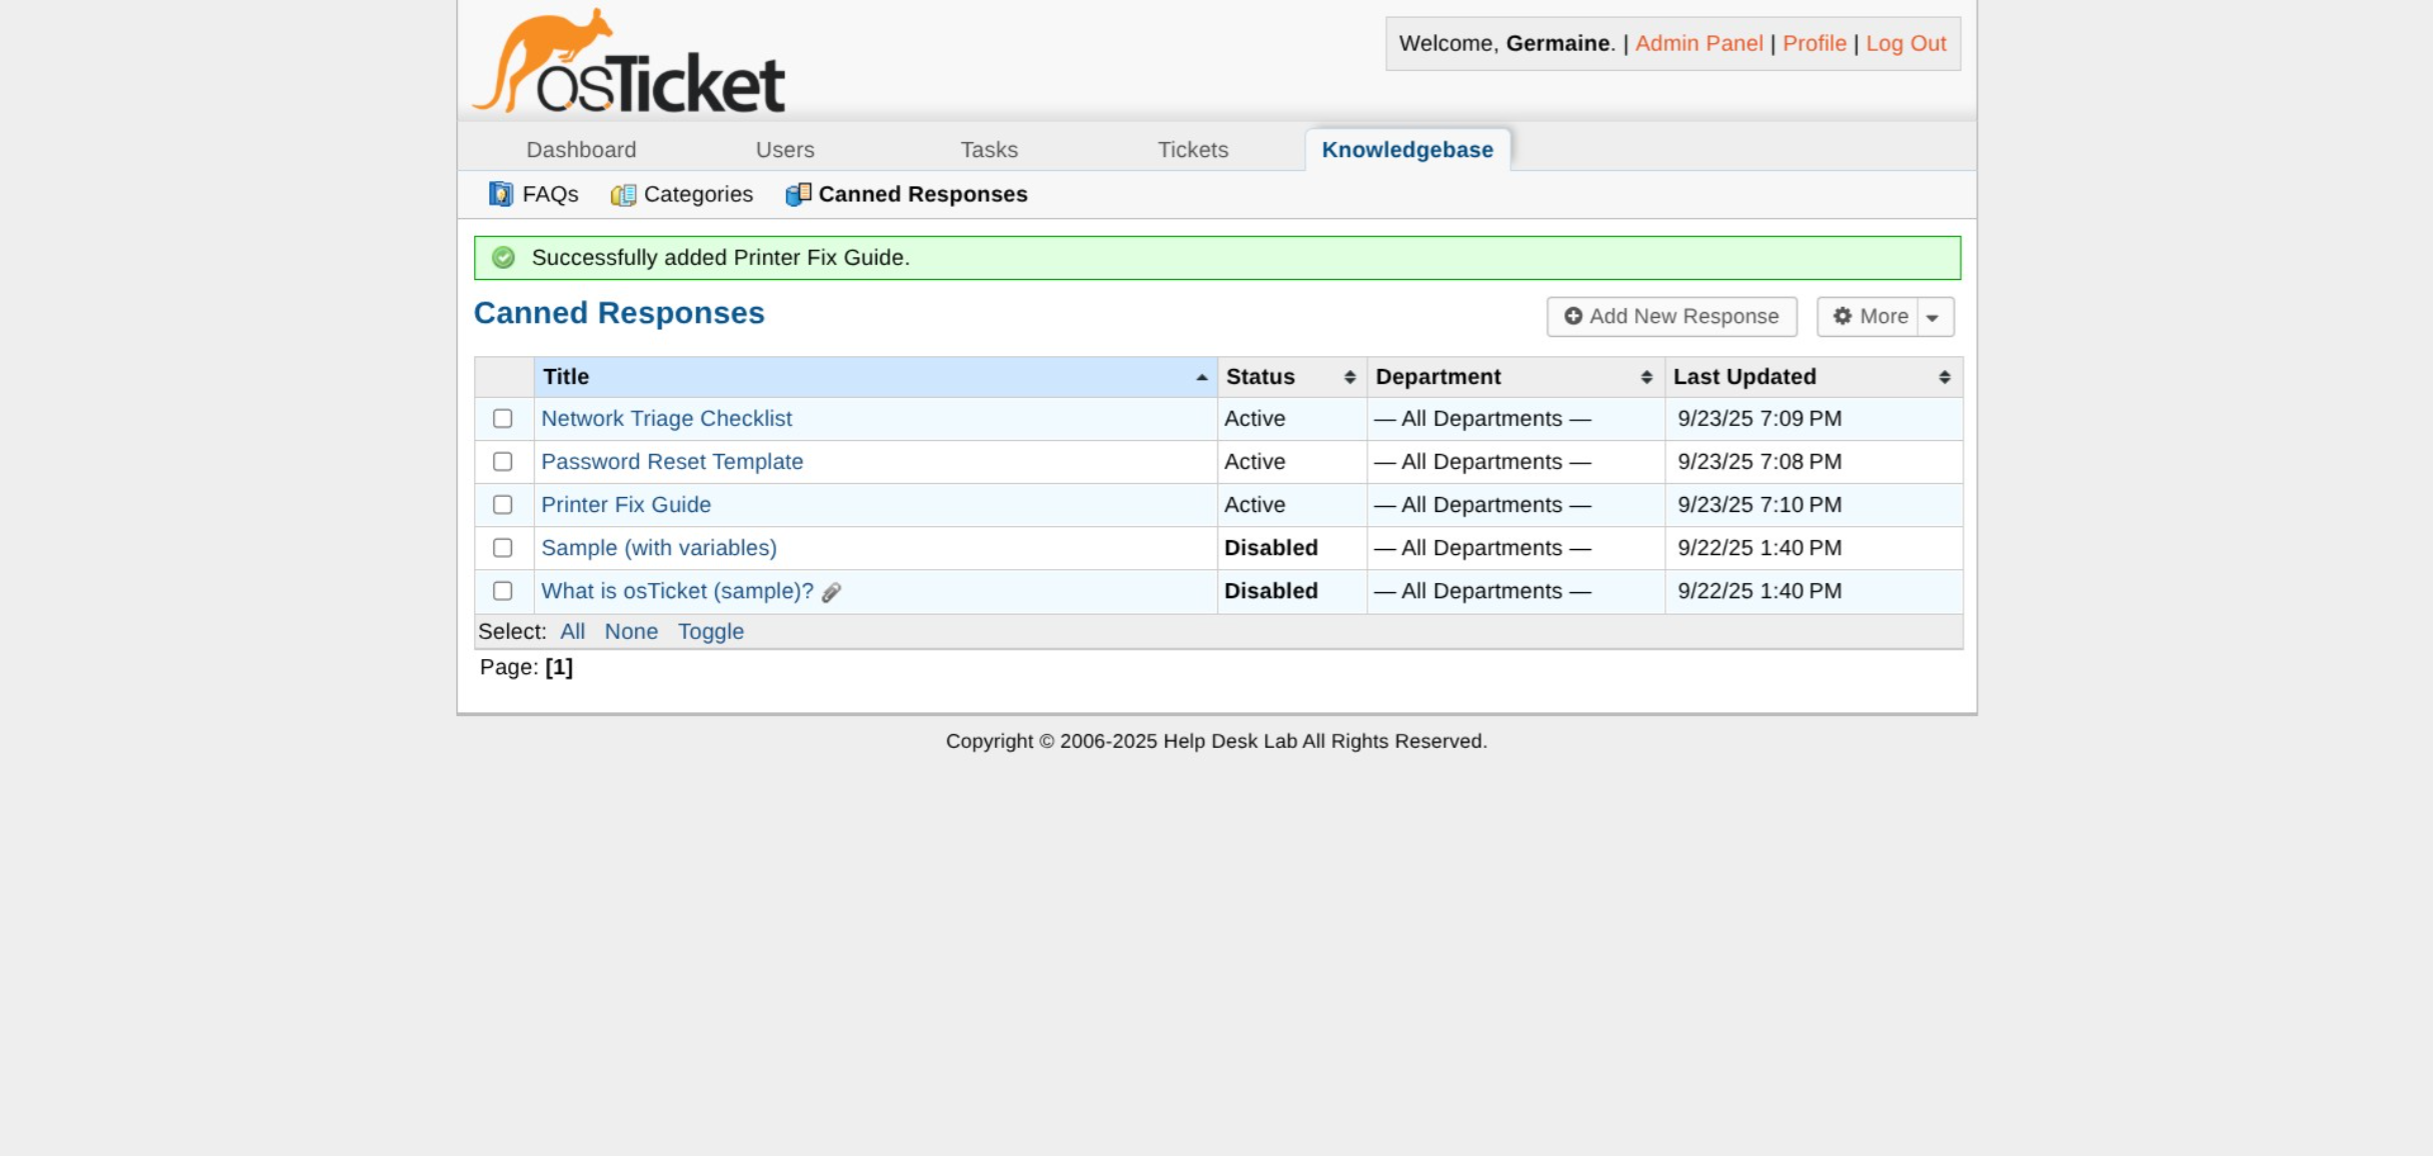 osTicket
Welcome, Germaine. | Admin Panel | Profile | Log Out
Dashboard Users Tasks Tickets Knowledgebase
FAQs Categories Canned Responses
Successfully added Printer Fix Guide.
Canned Responses Add New Response More
Title Status Department Last Updated
Network Triage Checklist Active — All Departments — 9/23/25 7:09 PM
Password Reset Template Active — All Departments — 9/23/25 7:08 PM
Printer Fix Guide Active — All Departments — 9/23/25 7:10 PM
Sample (with variables) Disabled — All Departments — 9/22/25 1:40 PM
What is osTicket (sample)? Disabled — All Departments — 9/22/25 1:40 PM
Select: All None Toggle
Page: [1]
Copyright © 2006-2025 Help Desk Lab All Rights Reserved.